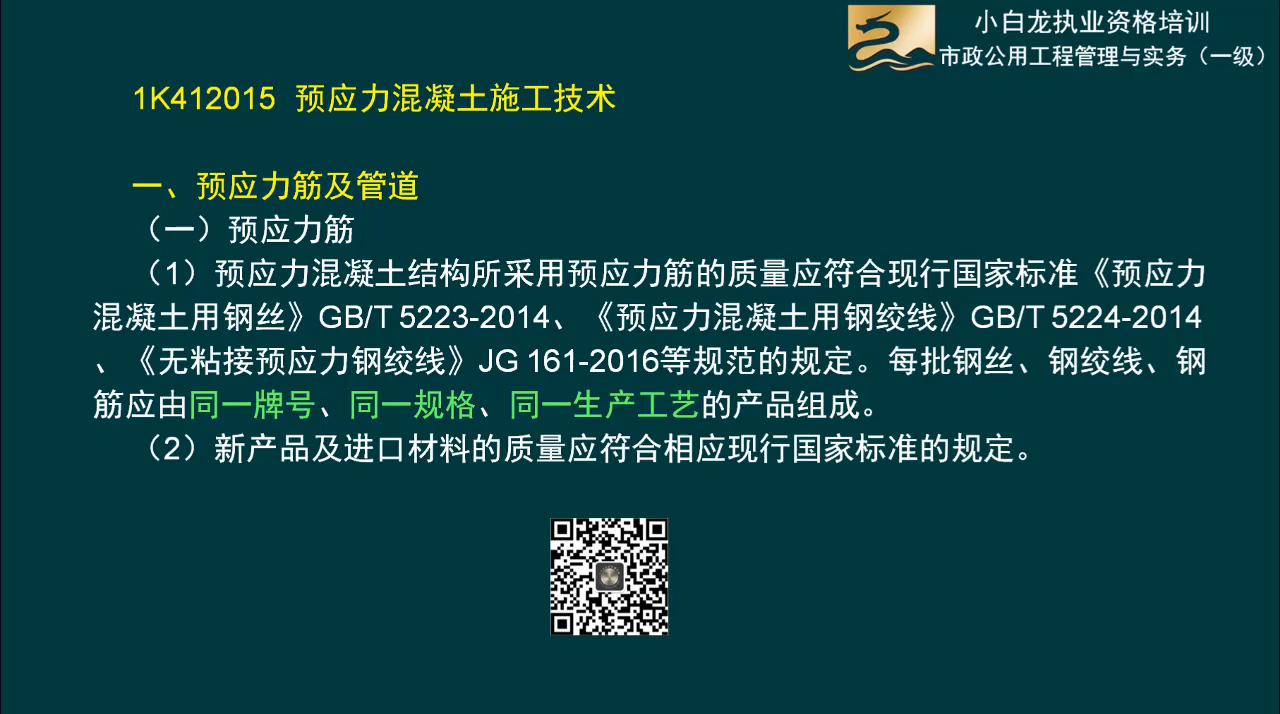 小白龙执业资格培训
市政公用工程管理与实务（一级）
1K412015 预应力混凝土施工技术
一、预应力筋及管道
（一）预应力筋
（1）预应力混凝土结构所采用预应力筋的质量应符合现行国家标准《预应力
混凝土用钢丝》GB/T 5223-2014、《预应力混凝土用钢绞线》GB/T 5224-2014
、《无粘接预应力钢绞线》JG 161-2016等规范的规定。每批钢丝、钢绞线、钢
筋应由同一牌号、同一规格、同一生产工艺的产品组成。
（2）新产品及进口材料的质量应符合相应现行国家标准的规定。